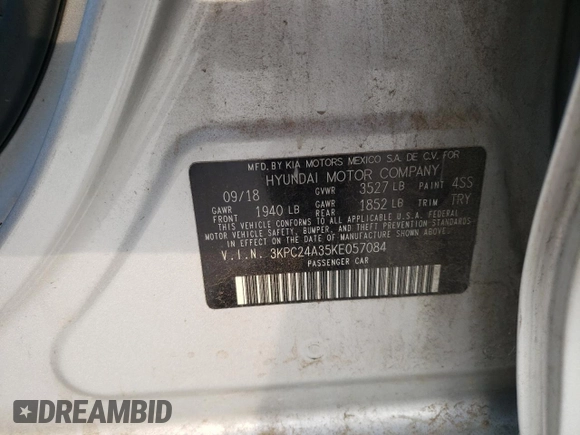 MFD. BY KIA MOTORS MEXICO S.A. DE C.V. FOR
HYUNDAI MOTOR COMPANY
09/18 GVWR 3527 LB PAINT 4SS
GAWR FRONT 1940 LB GAWR REAR 1852 LB TRIM TRY
THIS VEHICLE CONFORMS TO ALL APPLICABLE U.S.A. FEDERAL
MOTOR VEHICLE SAFETY, BUMPER, AND THEFT PREVENTION
STANDARDS IN EFFECT ON THE DATE OF MANUFACTURE SHOWN ABOVE.
V.I.N. 3KPC24A35KE057084
PASSENGER CAR
DREAMBID